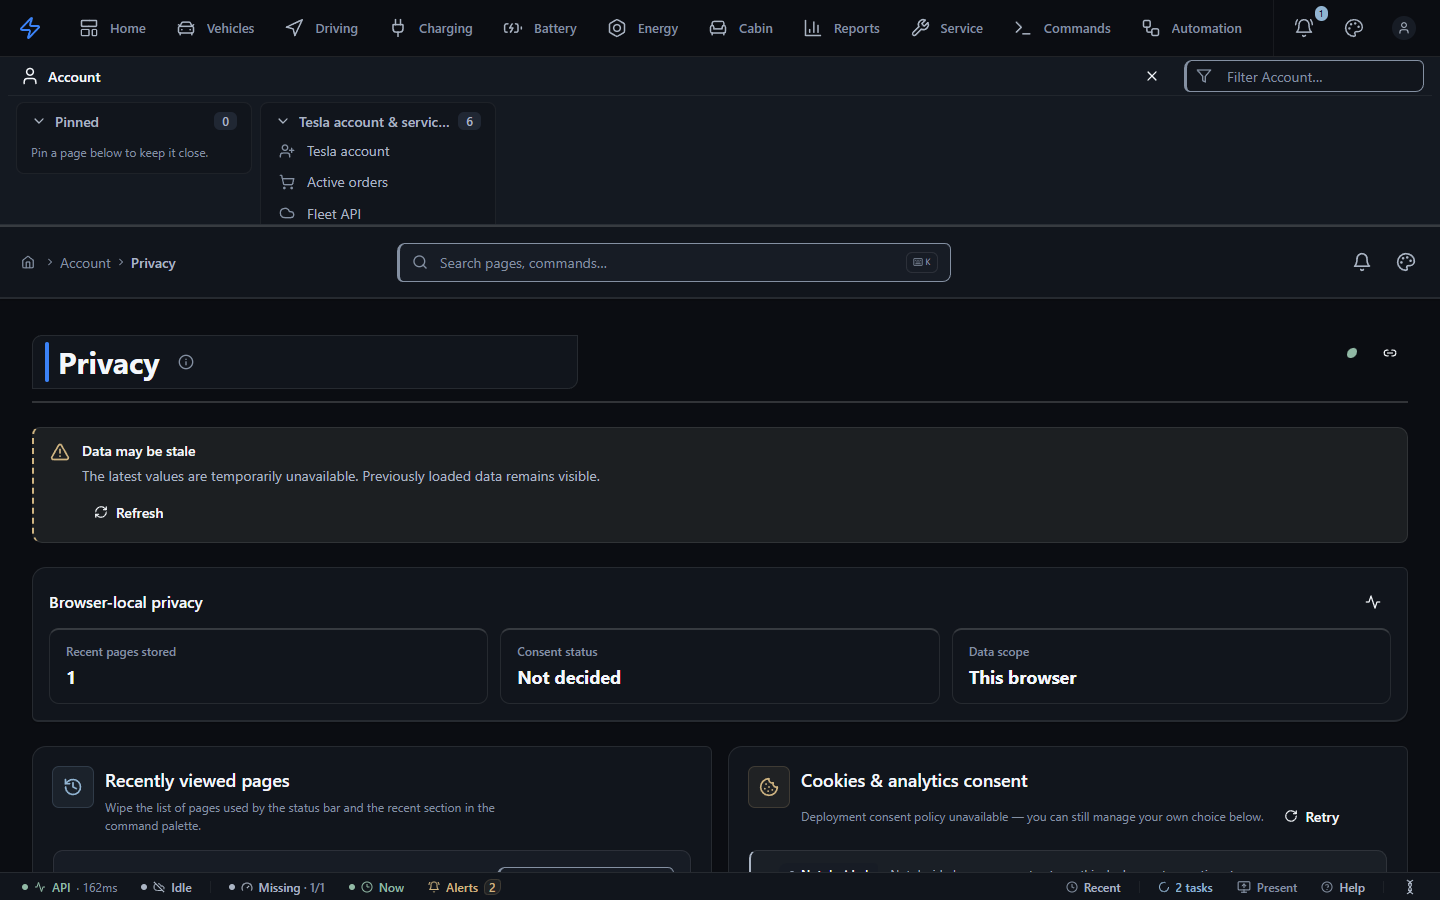 Home
Vehicles
Driving
Charging
Battery
Energy
Cabin
Reports
Service
Commands
Automation
1
Account
Filter Account...
Pinned
0
Pin a page below to keep it close.
Tesla account & servic...
6
Tesla account
Active orders
Fleet API
Account
Privacy
Search pages, commands...
K
Privacy
Data may be stale
The latest values are temporarily unavailable. Previously loaded data remains visible.
Refresh
Browser-local privacy
Recent pages stored
1
Consent status
Not decided
Data scope
This browser
Recently viewed pages
Wipe the list of pages used by the status bar and the recent section in the
command palette.
Cookies & analytics consent
Deployment consent policy unavailable — you can still manage your own choice below.
Retry
API · 162ms
Idle
Missing · 1/1
Now
Alerts 2
Recent
2 tasks
Present
Help